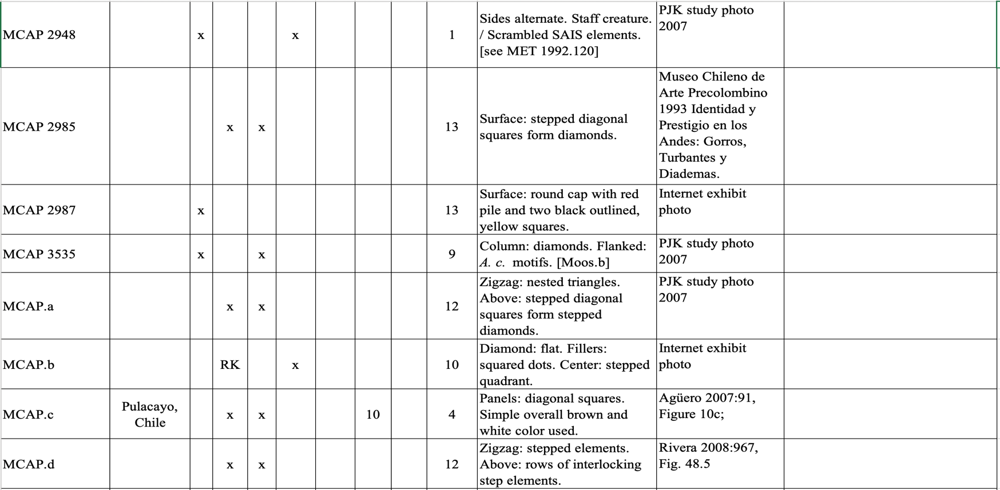 MCAP 2948
x
x
1
Sides alternate. Staff creature.
/ Scrambled SAIS elements.
[see MET 1992.120]
PJK study photo
2007
MCAP 2985
x
x
13
Surface: stepped diagonal
squares form diamonds.
Museo Chileno de
Arte Precolombino
1993 Identidad y
Prestigio en los
Andes: Gorros,
Turbantes y
Diademas.
MCAP 2987
x
13
Surface: round cap with red
pile and two black outlined,
yellow squares.
Internet exhibit
photo
MCAP 3535
x
x
9
Column: diamonds. Flanked:
A. c. motifs. [Moos.b]
PJK study photo
2007
MCAP.a
x
x
12
Zigzag: nested triangles.
Above: stepped diagonal
squares form stepped
diamonds.
PJK study photo
2007
MCAP.b
RK
x
10
Diamond: flat. Fillers:
squared dots. Center: stepped
quadrant.
Internet exhibit
photo
MCAP.c
Pulacayo,
Chile
x
x
10
4
Panels: diagonal squares.
Simple overall brown and
white color used.
Agüero 2007:91,
Figure 10c;
MCAP.d
x
x
12
Zigzag: stepped elements.
Above: rows of interlocking
step elements.
Rivera 2008:967,
Fig. 48.5